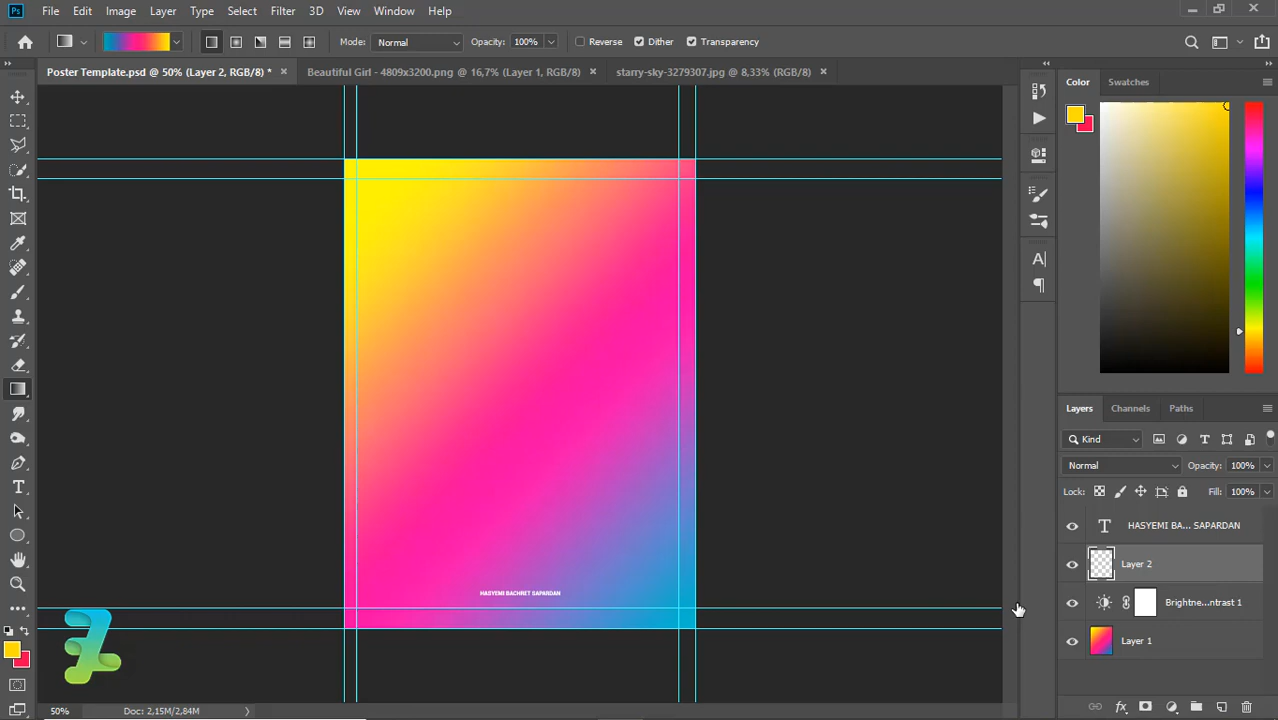 Ps File Edit Image Layer Type Select Filter 3D View Window Help
Mode: Normal Opacity: 100% Reverse Dither Transparency
Poster Template.psd @ 50% (Layer 2, RGB/8) * Beautiful Girl - 4809x3200.png @ 16,7% (Layer 1, RGB/8) starry-sky-3279307.jpg @ 8,33% (RGB/8)
Color Swatches
Layers Channels Paths
Kind
Normal Opacity: 100%
Lock: Fill: 100%
HASYEMI BA... SAPARDAN
Layer 2
Brightne...ntrast 1
Layer 1
HASYEMI BACHRET SAPARDAN
50% Doc: 2,15M/2,84M